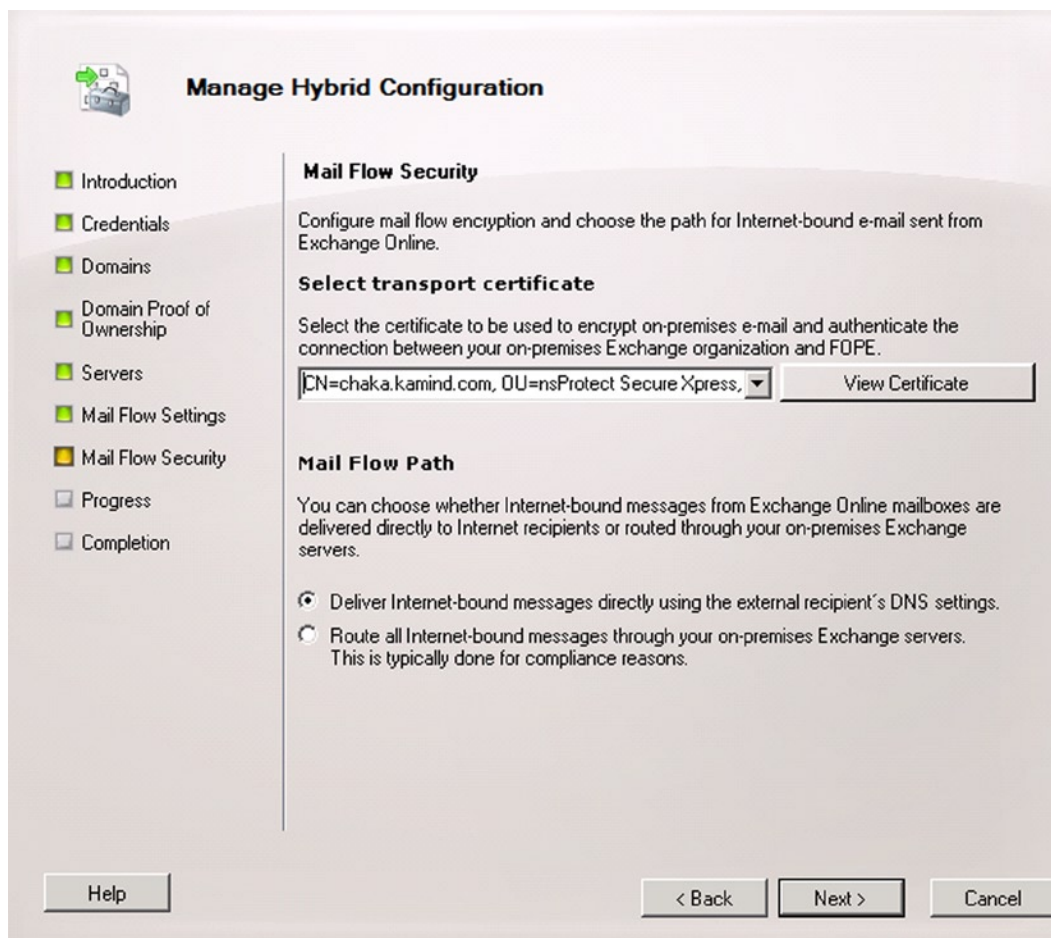 Manage Hybrid Configuration
Introduction
Credentials
Domains
Domain Proof of
Ownership
Servers
Mail Flow Settings
Mail Flow Security
Progress
Completion
Mail Flow Security
Configure mail flow encryption and choose the path for Internet-bound e-mail sent from
Exchange Online.
Select transport certificate
Select the certificate to be used to encrypt on-premises e-mail and authenticate the
connection between your on-premises Exchange organization and FOPE.
CN=chaka.kamind.com, OU=nsProtect Secure Xpress,
View Certificate
Mail Flow Path
You can choose whether Internet-bound messages from Exchange Online mailboxes are
delivered directly to Internet recipients or routed through your on-premises Exchange
servers.
Deliver Internet-bound messages directly using the external recipient's DNS settings.
Route all Internet-bound messages through your on-premises Exchange servers.
This is typically done for compliance reasons.
Help
< Back
Next >
Cancel